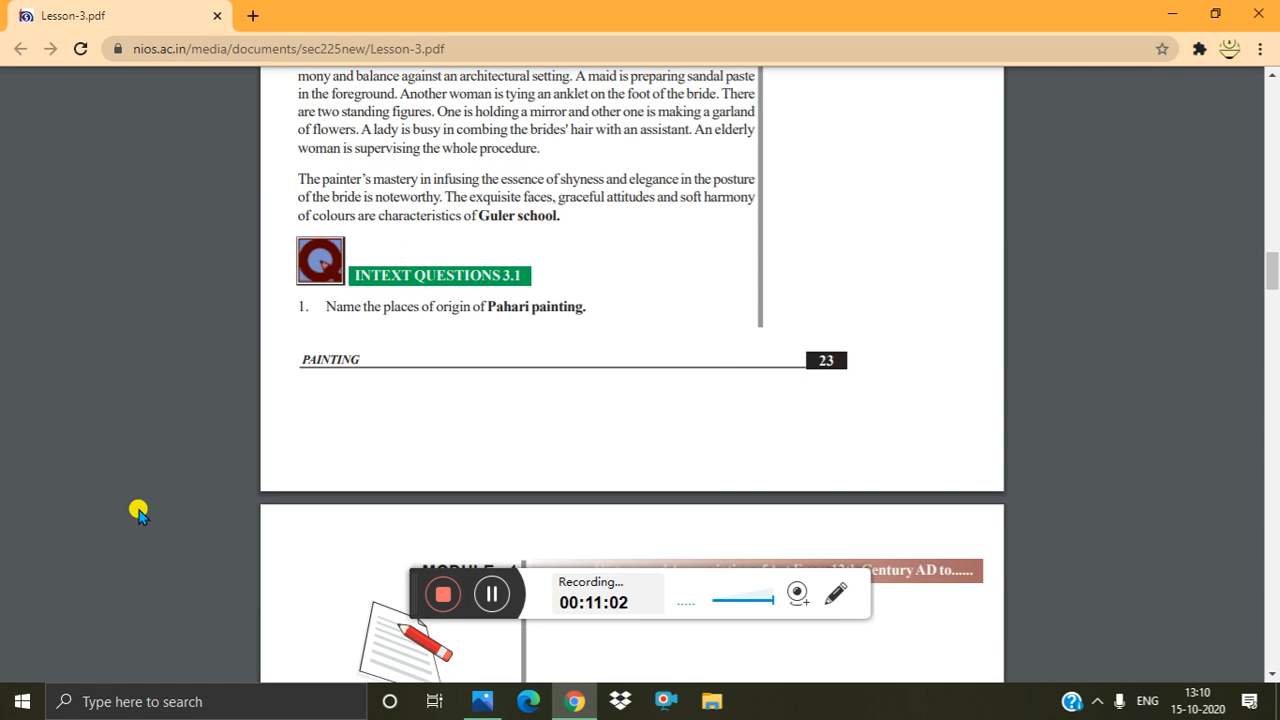 Lesson-3.pdf
nios.ac.in/media/documents/sec225new/Lesson-3.pdf
mony and balance against an architectural setting. A maid is preparing sandal paste
in the foreground. Another woman is tying an anklet on the foot of the bride. There
are two standing figures. One is holding a mirror and other one is making a garland
of flowers. A lady is busy in combing the brides' hair with an assistant. An elderly
woman is supervising the whole procedure.
The painter's mastery in infusing the essence of shyness and elegance in the posture
of the bride is noteworthy. The exquisite faces, graceful attitudes and soft harmony
of colours are characteristics of Guler school.
Q
INTEXT QUESTIONS 3.1
1. Name the places of origin of Pahari painting.
PAINTING
23
Century AD to......
Recording...
00:11:02
Type here to search
ENG
13:10
15-10-2020